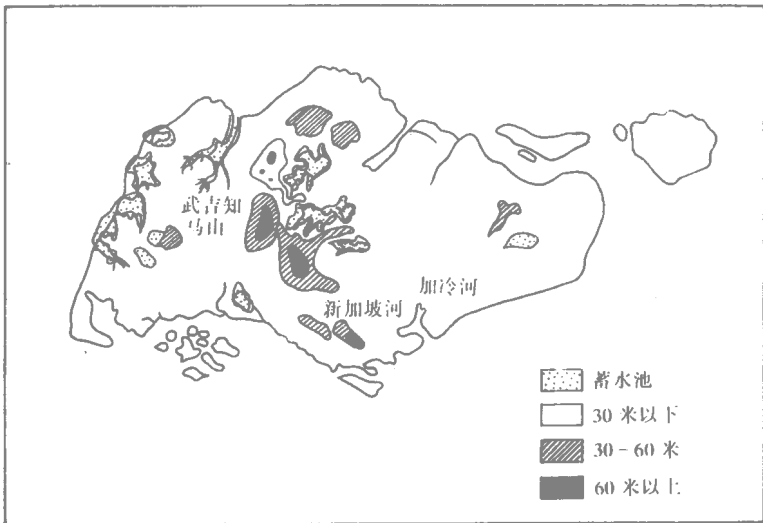 武吉知
马山
加冷河
新加坡河
蓄水池
30 米以下
30－60 米
60 米以上